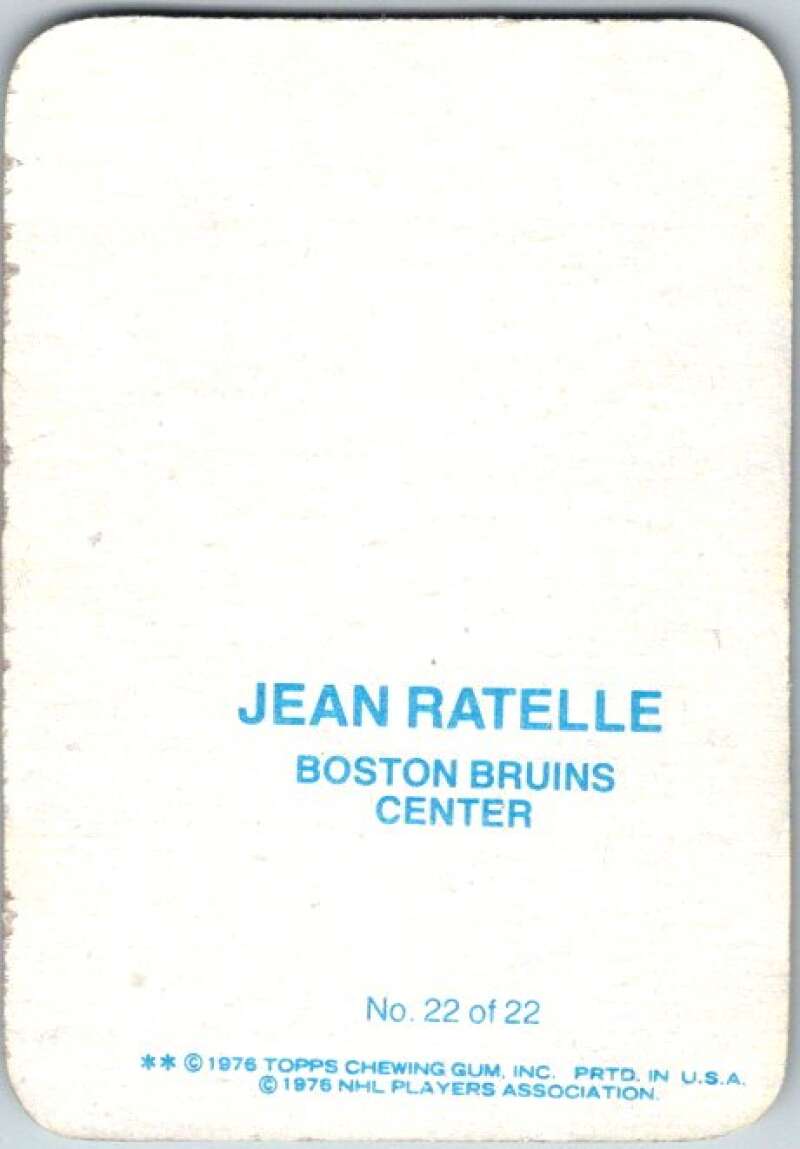 JEAN RATELLE
BOSTON BRUINS
CENTER
No. 22 of 22
** © 1976 TOPPS CHEWING GUM, INC. PRTD. IN U.S.A.
© 1976 NHL PLAYERS ASSOCIATION.